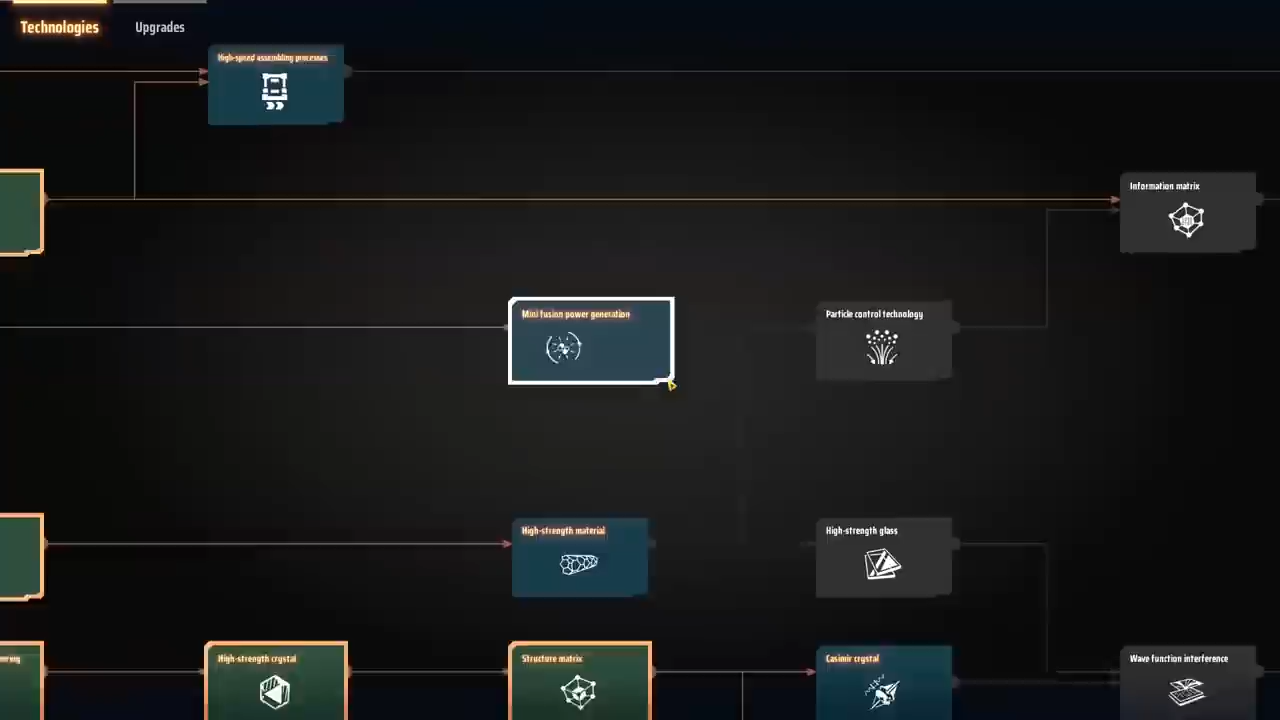 Technologies
Upgrades
High-speed assembling processes
Information matrix
Mini fusion power generation
Particle control technology
High-strength material
High-strength glass
High-strength crystal
Structure matrix
Casimir crystal
Wave function interference